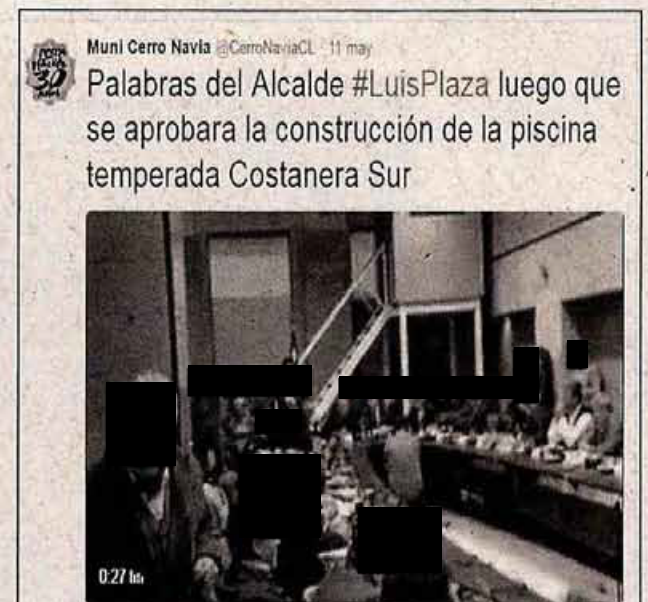 Muni Cerro Navia @CerroNaviaCL · 11 may
Palabras del Alcalde #LuisPlaza luego que
se aprobara la construcción de la piscina
temperada Costanera Sur
30
0:27